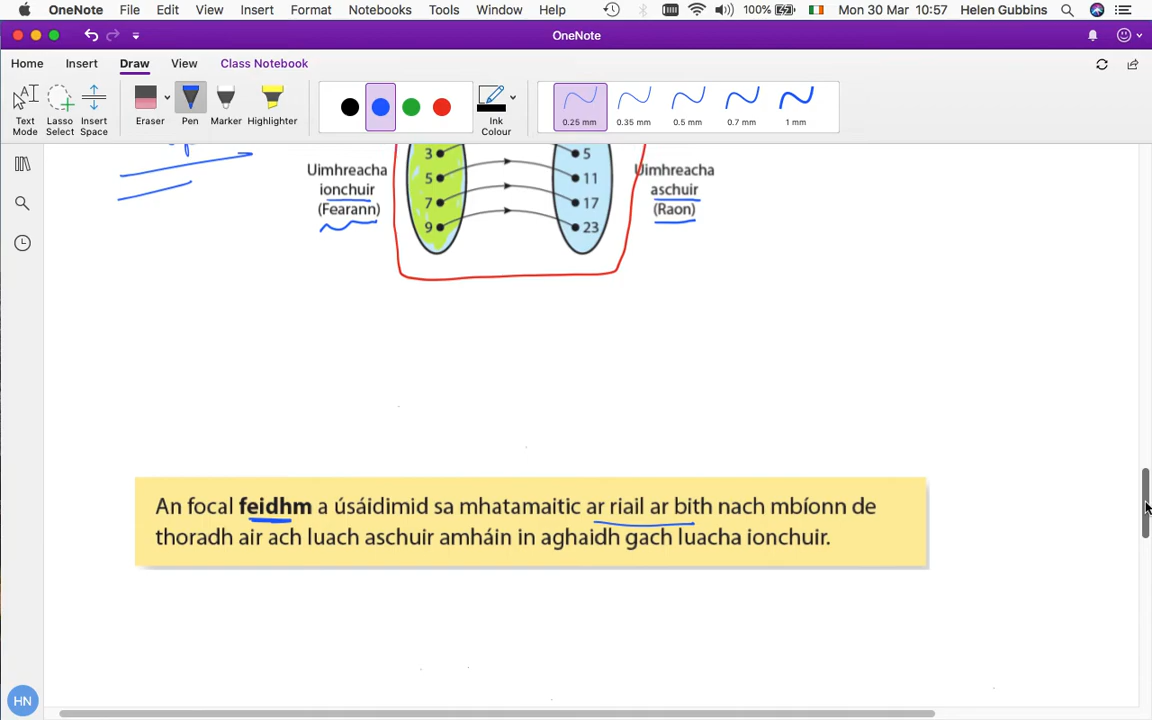 OneNote File Edit View Insert Format Notebooks Tools Window Help 100% Mon 30 Mar 10:57 Helen Gubbins
OneNote
Home Insert Draw View Class Notebook
Text Mode
Lasso Select
Insert Space
Eraser
Pen
Marker
Highlighter
Ink Colour
0.25 mm
0.35 mm
0.5 mm
0.7 mm
1 mm
3 5
5 11
7 17
9 23
Uimhreacha
ionchuir
(Fearann)
Uimhreacha
aschuir
(Raon)
An focal feidhm a úsáidimid sa mhatamaitic ar riail ar bith nach mbíonn de
thoradh air ach luach aschuir amháin in aghaidh gach luacha ionchuir.
HN